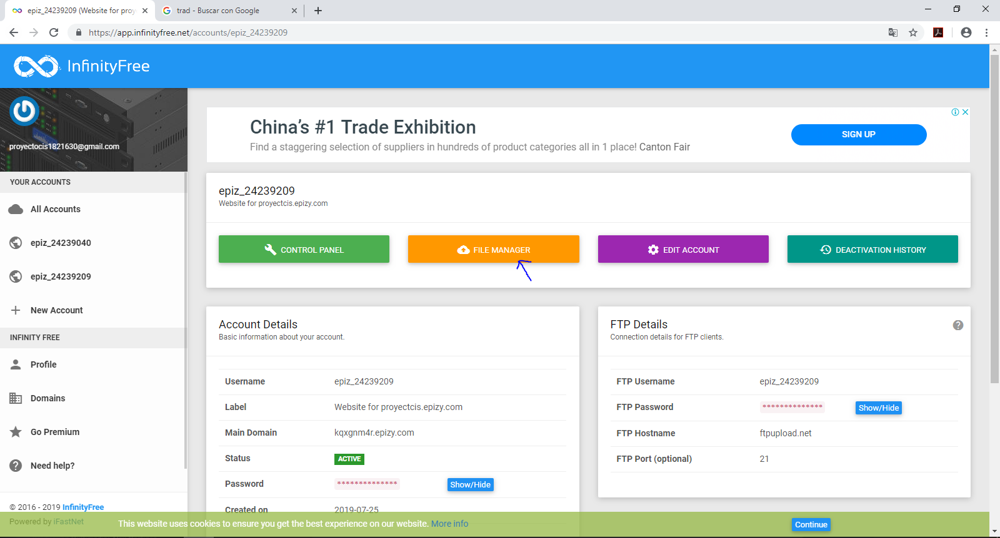 epiz_24239209 (Website for proy
trad - Buscar con Google
https://app.infinityfree.net/accounts/epiz_24239209
InfinityFree
proyectocis1821630@gmail.com
YOUR ACCOUNTS
All Accounts
epiz_24239040
epiz_24239209
New Account
INFINITY FREE
Profile
Domains
Go Premium
Need help?
© 2016 - 2019 InfinityFree
Powered by iFastNet
China’s #1 Trade Exhibition
Find a staggering selection of suppliers in hundreds of product categories all in 1 place! Canton Fair
SIGN UP
epiz_24239209
Website for proyectcis.epizy.com
CONTROL PANEL
FILE MANAGER
EDIT ACCOUNT
DEACTIVATION HISTORY
Account Details
Basic information about your account.
Username epiz_24239209
Label Website for proyectcis.epizy.com
Main Domain kqxgnm4r.epizy.com
Status ACTIVE
Password ************** Show/Hide
Created on 2019-07-25
FTP Details
Connection details for FTP clients.
FTP Username epiz_24239209
FTP Password ************** Show/Hide
FTP Hostname ftpupload.net
FTP Port (optional) 21
This website uses cookies to ensure you get the best experience on our website. More info
Continue